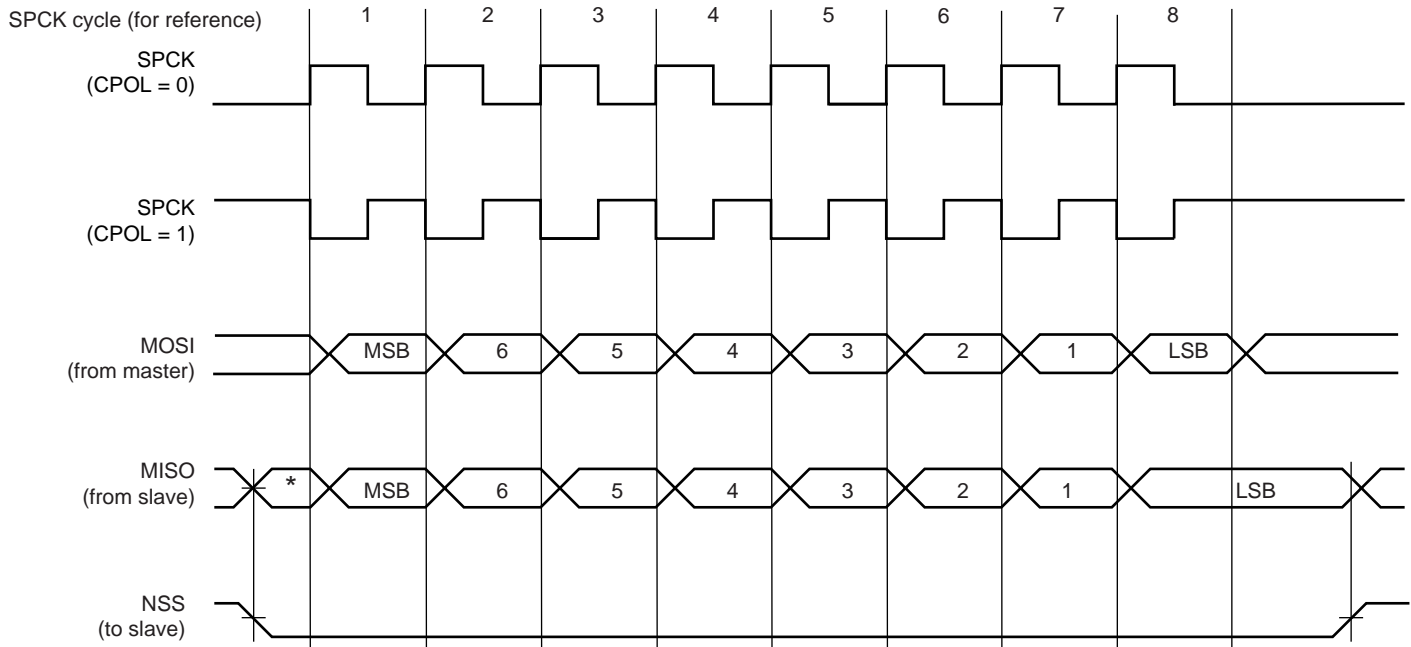 SPCK cycle (for reference) 1 2 3 4 5 6 7 8
SPCK
(CPOL = 0)
SPCK
(CPOL = 1)
MOSI
(from master)
MSB 6 5 4 3 2 1 LSB
MISO
(from slave)
* MSB 6 5 4 3 2 1 LSB
NSS
(to slave)